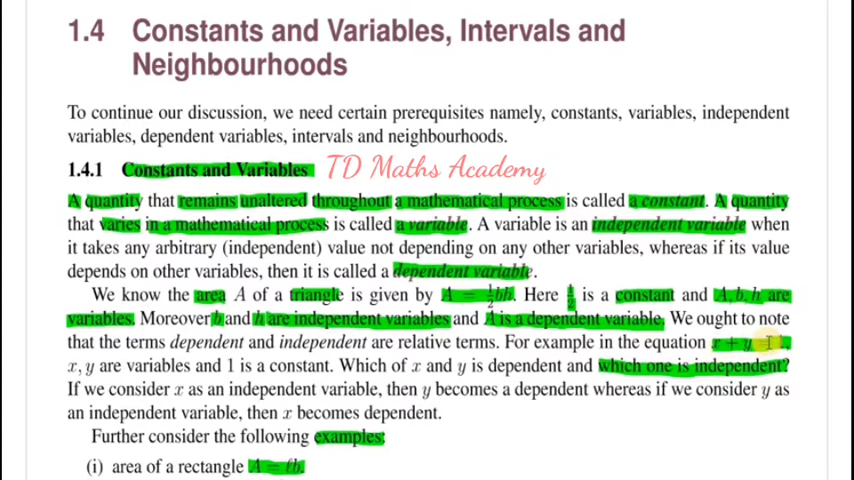 1.4 Constants and Variables, Intervals and
Neighbourhoods
To continue our discussion, we need certain prerequisites namely, constants, variables, independent
variables, dependent variables, intervals and neighbourhoods.
1.4.1 Constants and Variables TD Maths Academy
A quantity that remains unaltered throughout a mathematical process is called a constant. A quantity
that varies in a mathematical process is called a variable. A variable is an independent variable when
it takes any arbitrary (independent) value not depending on any other variables, whereas if its value
depends on other variables, then it is called a dependent variable.
We know the area A of a triangle is given by A = ½bh. Here ½ is a constant and A, b, h are
variables. Moreover b and h are independent variables and A is a dependent variable. We ought to note
that the terms dependent and independent are relative terms. For example in the equation x + y
x, y are variables and 1 is a constant. Which of x and y is dependent and which one is independent?
If we consider x as an independent variable, then y becomes a dependent whereas if we consider y as
an independent variable, then x becomes dependent.
Further consider the following examples:
(i) area of a rectangle A = ℓb.